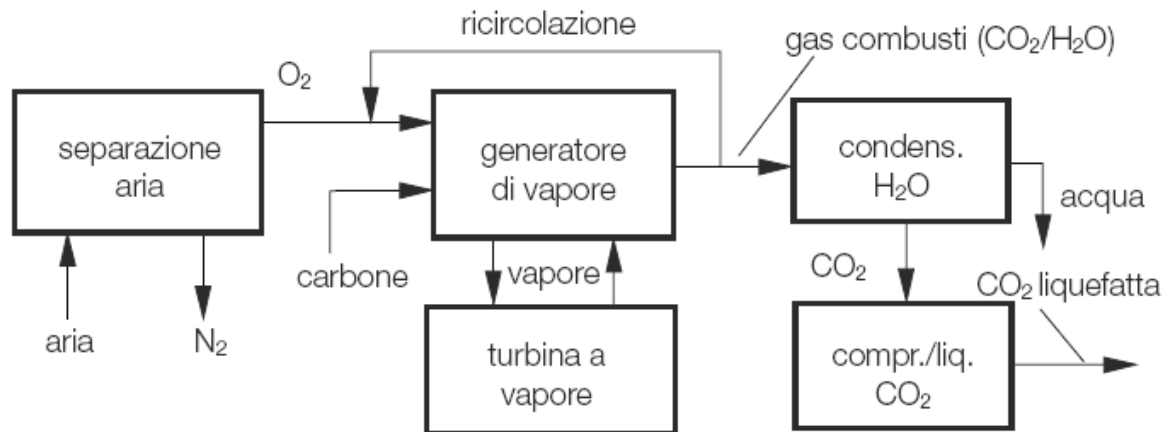 ricircolazione
gas combusti (CO₂/H₂O)
O₂
separazione
aria
generatore
di vapore
condens.
H₂O
acqua
carbone
vapore
CO₂
CO₂ liquefatta
aria
N₂
turbina a
vapore
compr./liq.
CO₂